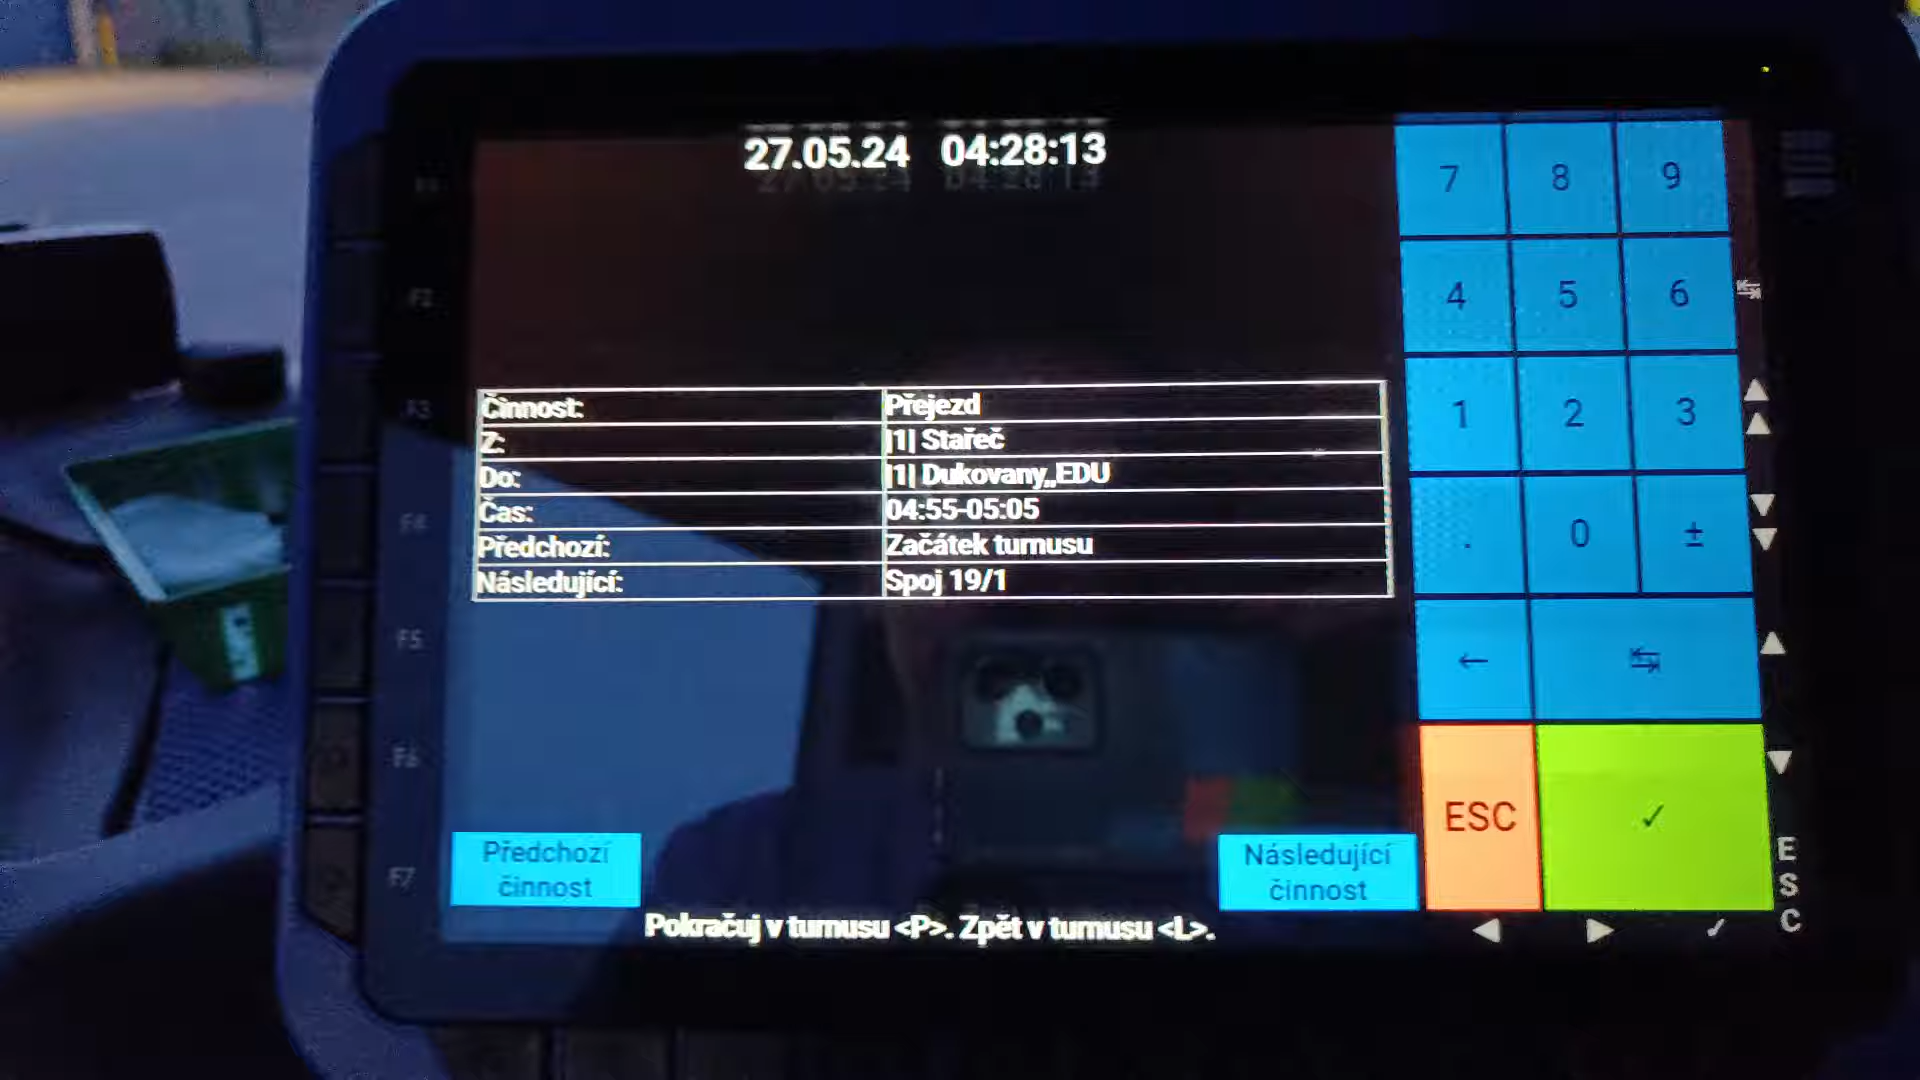 27.05.24 04:28:13
Činnost: Přejezd
Z: |1| Stařeč
Do: |1| Dukovany,,EDU
Čas: 04:55-05:05
Předchozí: Začátek turnusu
Následující: Spoj 19/1
Předchozí
činnost
Následující
činnost
Pokračuj v turnusu <P>. Zpět v turnusu <L>.
7 8 9
4 5 6
1 2 3
. 0 ±
←
ESC ✓
F2
F3
F4
F5
F6
F7
E
S
C